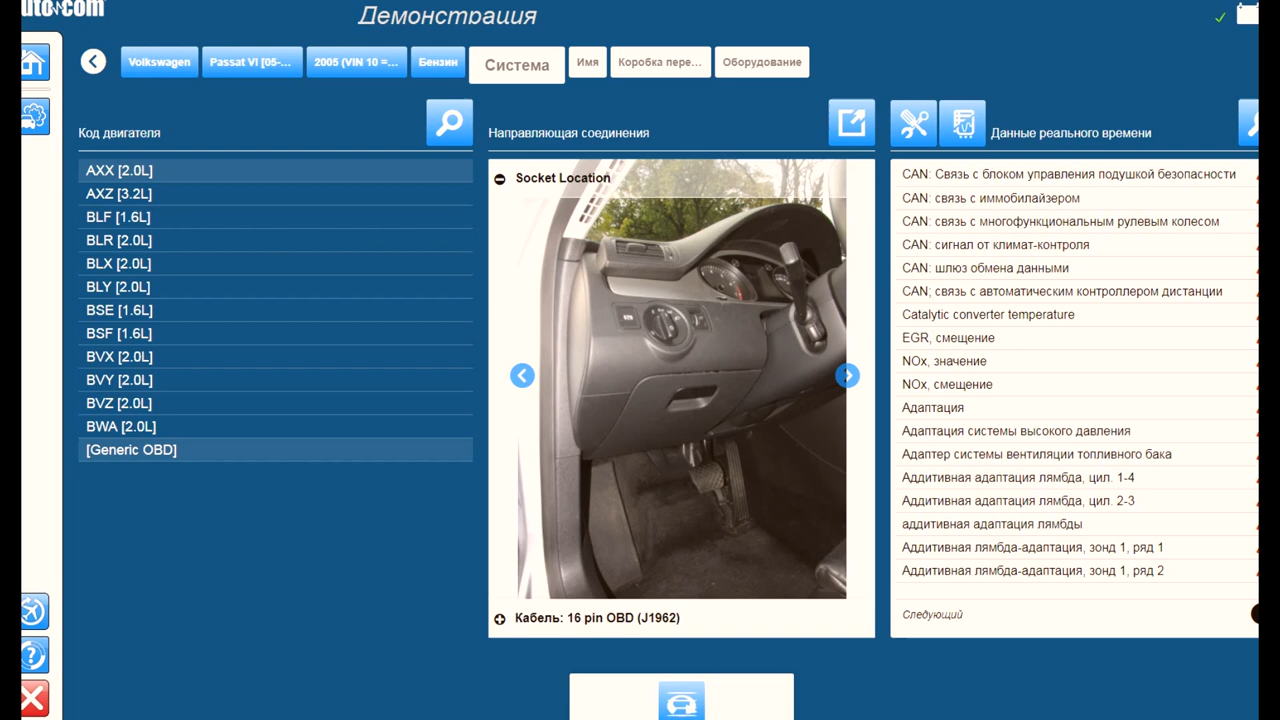 uto.com
Демонстрация
Volkswagen
Passat VI [05-...
2005 (VIN 10 =...
Бензин
Система
Имя
Коробка пере...
Оборудование
Код двигателя
AXX [2.0L]
AXZ [3.2L]
BLF [1.6L]
BLR [2.0L]
BLX [2.0L]
BLY [2.0L]
BSE [1.6L]
BSF [1.6L]
BVX [2.0L]
BVY [2.0L]
BVZ [2.0L]
BWA [2.0L]
[Generic OBD]
Направляющая соединения
Socket Location
Кабель: 16 pin OBD (J1962)
Данные реального времени
CAN: Связь с блоком управления подушкой безопасности
CAN: связь с иммобилайзером
CAN: связь с многофункциональным рулевым колесом
CAN: сигнал от климат-контроля
CAN: шлюз обмена данными
CAN; связь с автоматическим контроллером дистанции
Catalytic converter temperature
EGR, смещение
NOx, значение
NOx, смещение
Адаптация
Адаптация системы высокого давления
Адаптер системы вентиляции топливного бака
Аддитивная адаптация лямбда, цил. 1-4
Аддитивная адаптация лямбда, цил. 2-3
аддитивная адаптация лямбды
Аддитивная лямбда-адаптация, зонд 1, ряд 1
Аддитивная лямбда-адаптация, зонд 1, ряд 2
Следующий